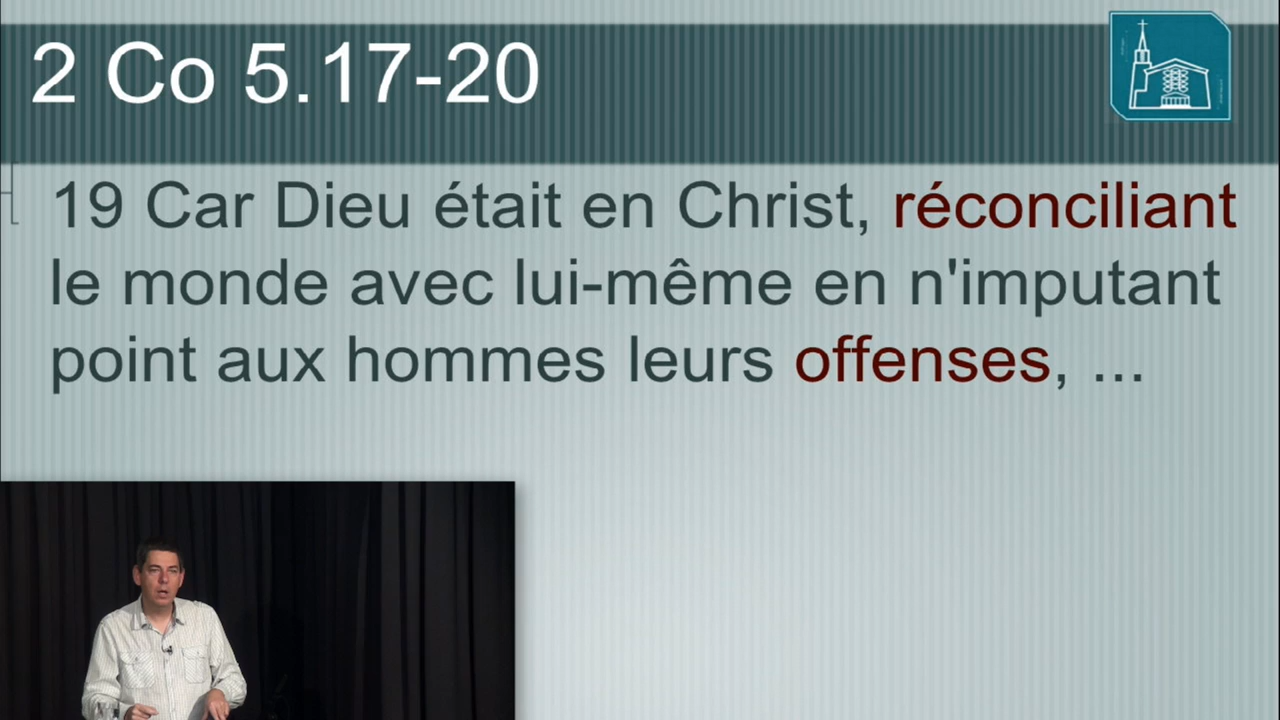 2 Co 5.17-20
19 Car Dieu était en Christ, réconciliant
le monde avec lui-même en n'imputant
point aux hommes leurs offenses, ...